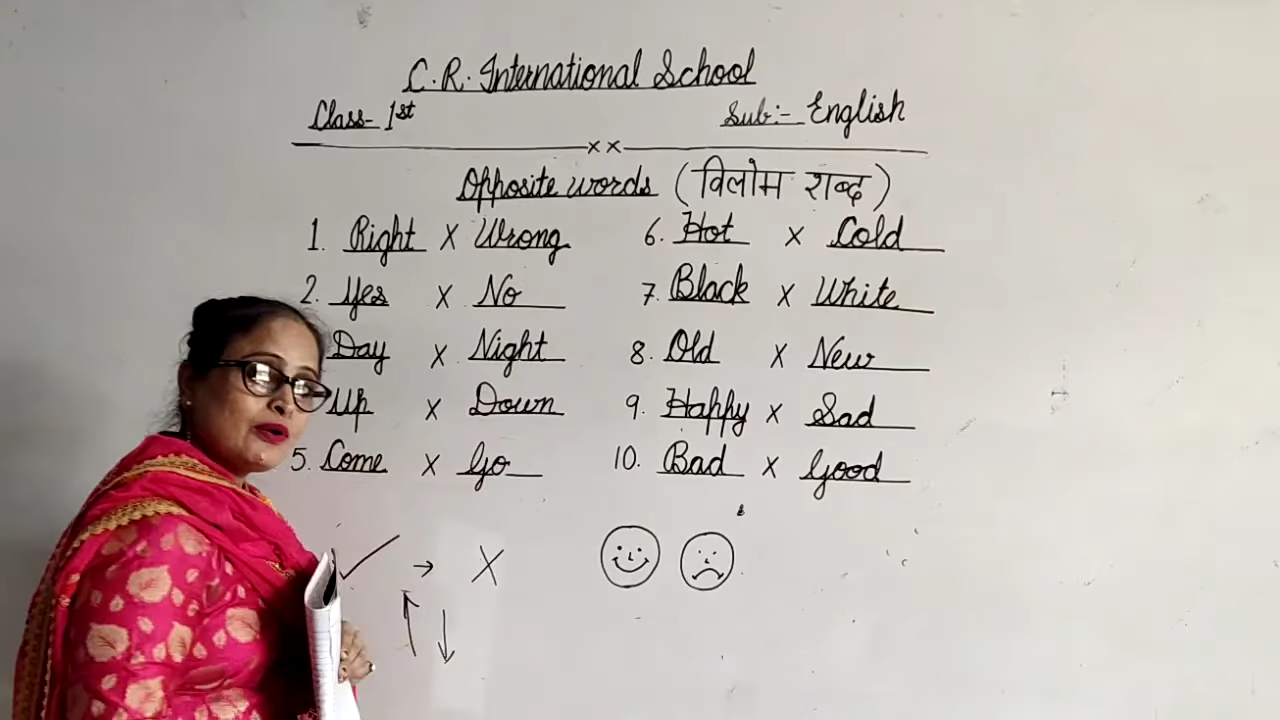 C.R. International School
Class- 1st Sub:- English
x x
Opposite words (विलोम शब्द)
1. Right X Wrong
2. Yes X No
Day X Night
Up X Down
5. Come X Go
6. Hot X Cold
7. Black X White
8. Old X New
9. Happy X Sad
10. Bad X Good